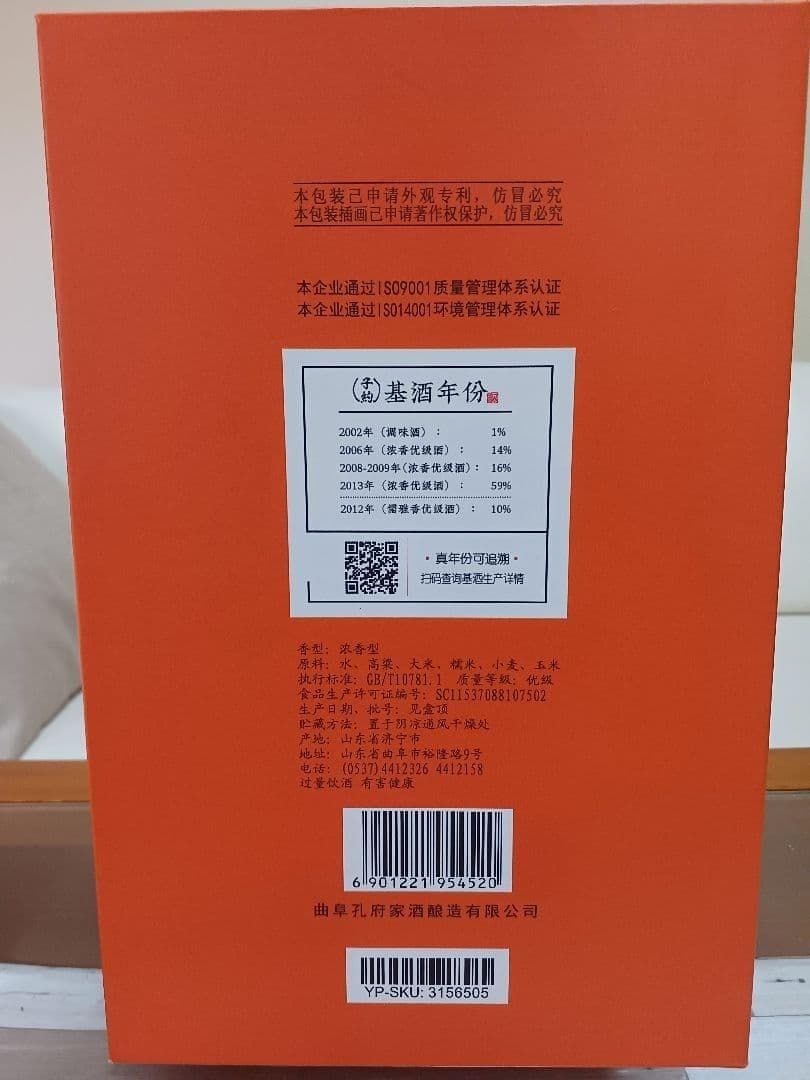 本包装已申请外观专利，仿冒必究
本包装插画已申请著作权保护，仿冒必究
本企业通过ISO9001质量管理体系认证
本企业通过ISO14001环境管理体系认证
(子約)基酒年份
2002年（调味酒）： 1%
2006年（浓香优级酒）： 14%
2008-2009年(浓香优级酒)： 16%
2013年（浓香优级酒）： 59%
2012年（儒雅香优级酒）： 10%
·真年份可追溯·
扫码查询基酒生产详情
香型：浓香型
原料：水、高粱、大米、糯米、小麦、玉米
执行标准：GB/T10781.1 质量等级：优级
食品生产许可证编号：SC11537088107502
生产日期、批号：见盒顶
贮藏方法：置于阴凉通风干燥处
产地：山东省济宁市
地址：山东省曲阜市裕隆路9号
电话：(0537)4412326 4412158
过量饮酒 有害健康
6 901221 954520
曲阜孔府家酒酿造有限公司
YP-SKU: 3156505